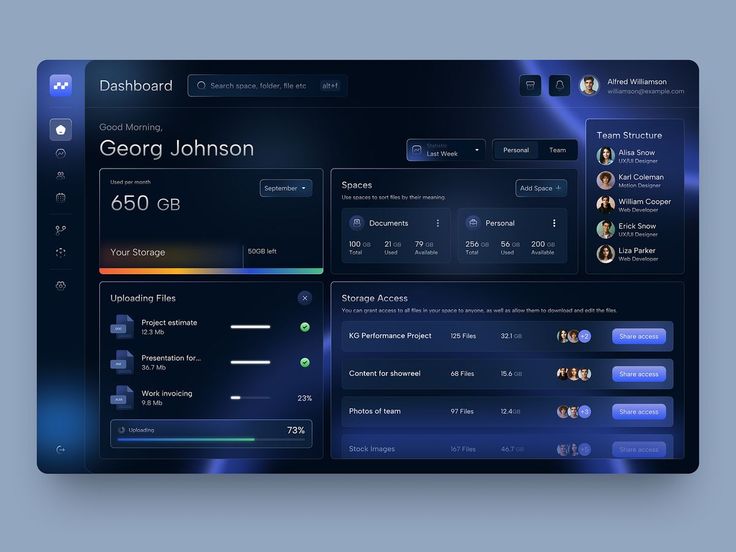 Dashboard
Search space, folder, file etc
alt+f
Alfred Williamson
williamson@example.com
Good Morning,
Georg Johnson
Statistic
Last Week
Personal
Team
Team Structure
Alisa Snow
UX/UI Designer
Karl Coleman
Motion Designer
William Cooper
Web Developer
Erick Snow
UX/UI Designer
Liza Parker
Web Developer
Used per month
650 GB
September
Your Storage
50GB left
Spaces
Use spaces to sort files by their meaning.
Add Space +
Documents
100 GB
Total
21 GB
Used
79 GB
Available
Personal
256 GB
Total
56 GB
Used
200 GB
Available
Uploading Files
Project estimate
12.3 Mb
Presentation for...
36.7 Mb
Work invoicing
9.8 Mb
23%
Uploading
73%
Storage Access
You can grant access to all files in your space to anyone, as well as allow them to download and edit the files.
KG Performance Project
125 Files
32.1 GB
+2
Share access
Content for showreel
68 Files
15.6 GB
Share access
Photos of team
97 Files
12.4 GB
+3
Share access
Stock Images
167 Files
46.7 GB
+5
Share access